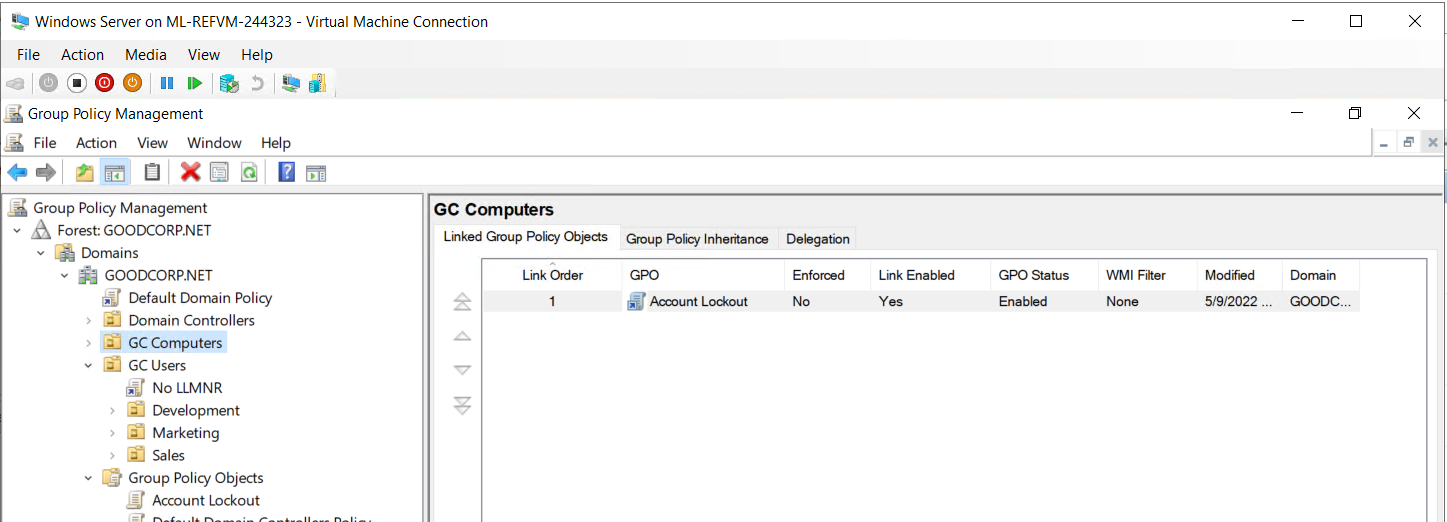 Windows Server on ML-REFVM-244323 - Virtual Machine Connection
File Action Media View Help
Group Policy Management
File Action View Window Help
Group Policy Management
Forest: GOODCORP.NET
Domains
GOODCORP.NET
Default Domain Policy
Domain Controllers
GC Computers
GC Users
No LLMNR
Development
Marketing
Sales
Group Policy Objects
Account Lockout
Default Domain Controllers Policy
GC Computers
Linked Group Policy Objects Group Policy Inheritance Delegation
Link Order GPO Enforced Link Enabled GPO Status WMI Filter Modified Domain
1 Account Lockout No Yes Enabled None 5/9/2022 ... GOODC...